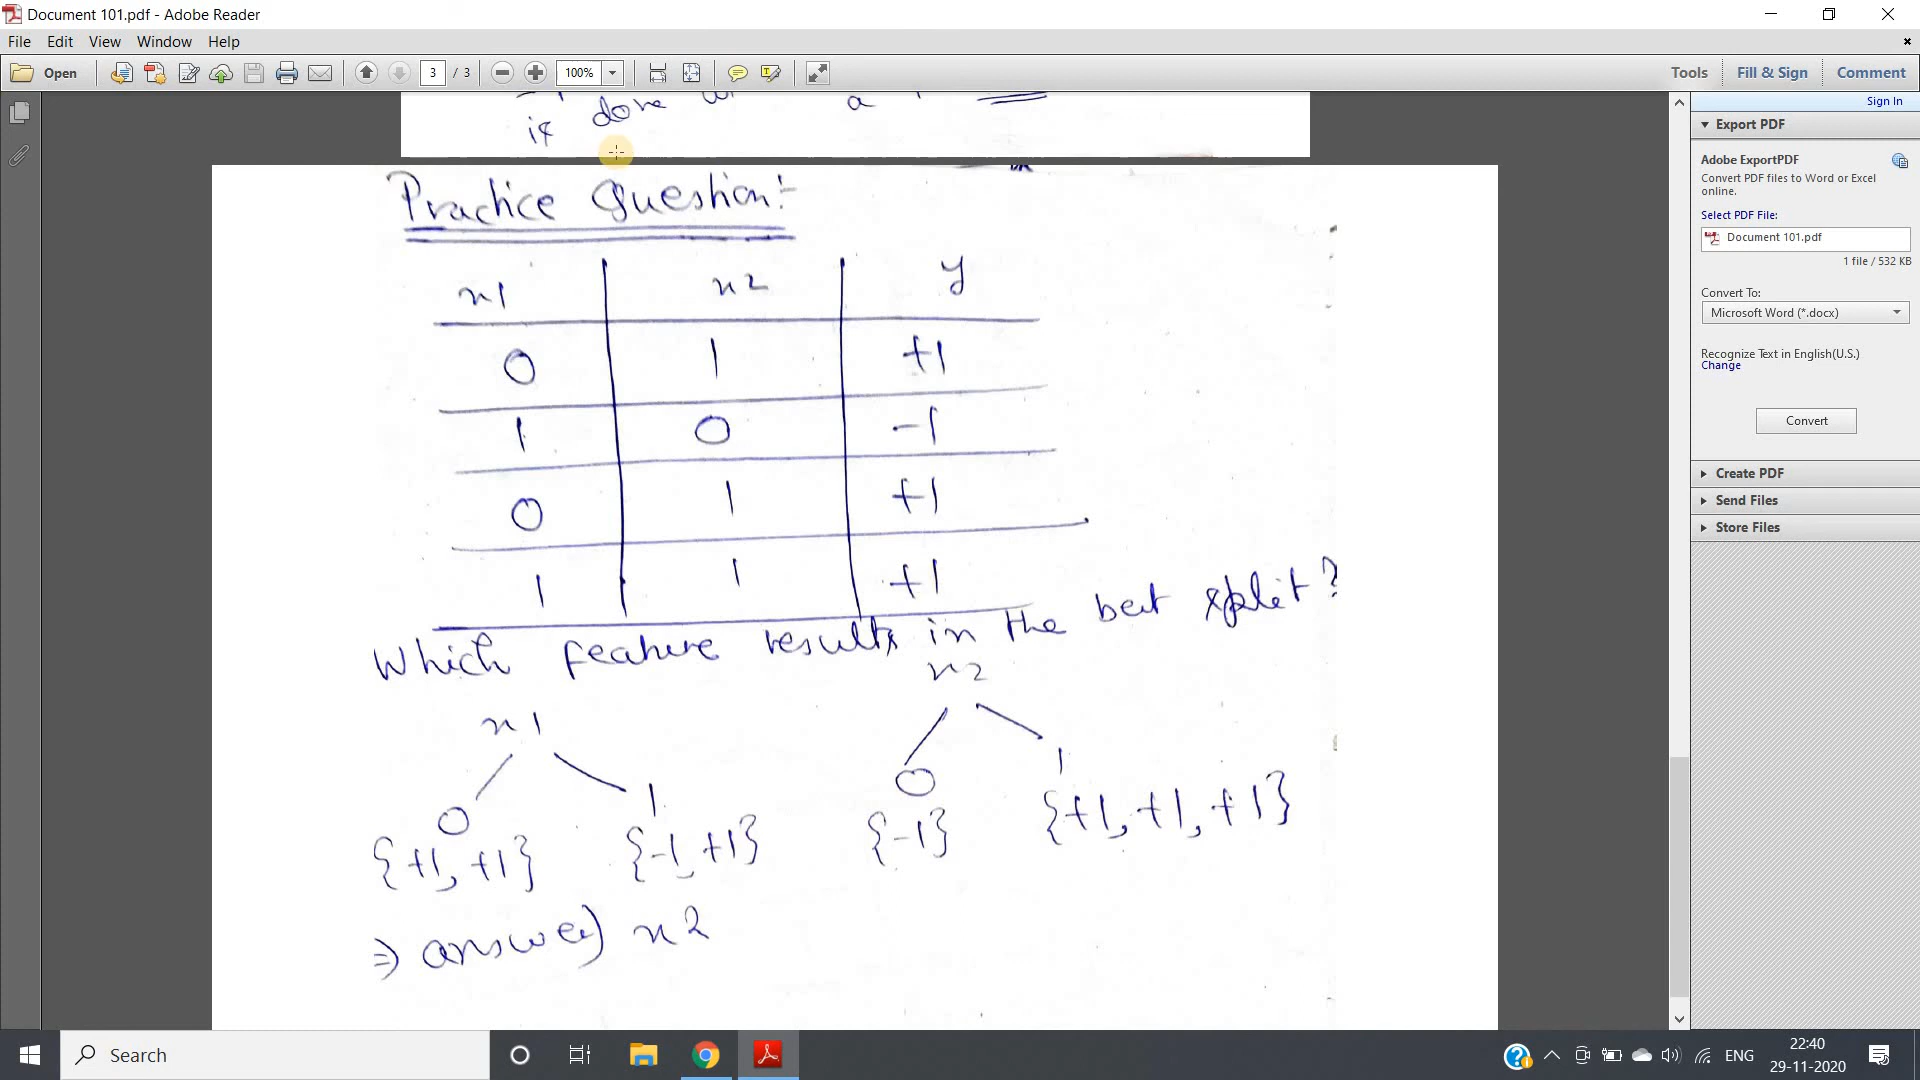 Document 101.pdf - Adobe Reader
File Edit View Window Help
Open 3 / 3 100% Tools Fill & Sign Comment
Sign In
is done a
Practice Question:-
x1 x2 y
0 1 +1
1 0 -1
0 1 +1
1 1 +1
Which feature results in the best split?
x1
0 1
{+1, +1} {-1, +1}
x2
0 1
{-1} {+1, +1, +1}
⇒ answer) x2
Export PDF
Adobe ExportPDF
Convert PDF files to Word or Excel
online.
Select PDF File:
Document 101.pdf
1 file / 532 KB
Convert To:
Microsoft Word (*.docx)
Recognize Text in English(U.S.)
Change
Convert
Create PDF
Send Files
Store Files
Search
ENG
22:40
29-11-2020